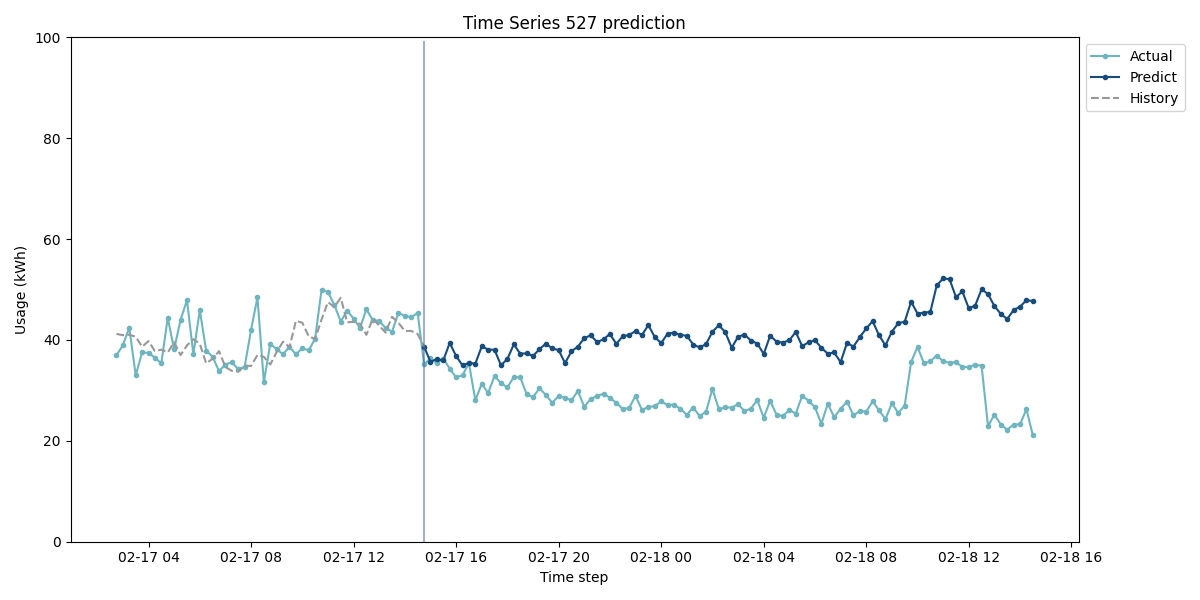 Time Series 527 prediction
Usage (kWh)
100
80
60
40
20
0
02-17 04
02-17 08
02-17 12
02-17 16
02-17 20
02-18 00
02-18 04
02-18 08
02-18 12
02-18 16
Time step
Actual
Predict
History